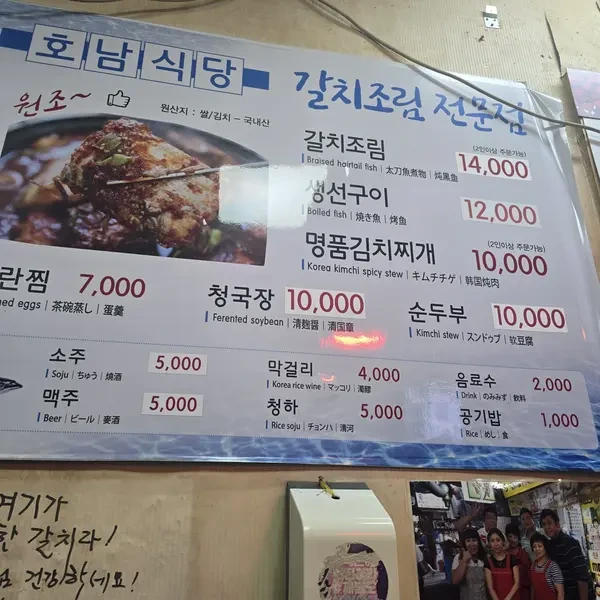 호남식당
갈치조림 전문점
원조~
원산지 : 쌀/김치 - 국내산
갈치조림 (2인이상 주문가능) 14,000
Braised hairtail fish | 太刀魚煮物 | 炖黑鱼
생선구이 12,000
Boiled fish | 焼き魚 | 烤鱼
명품김치찌개 (2인이상 주문가능) 10,000
Korea kimchi spicy stew | キムチチゲ | 韩国炖肉
란찜 7,000
med eggs | 茶碗蒸し | 蛋羹
청국장 10,000
Ferented soybean | 清麹醤 | 清国章
순두부 10,000
Kimchi stew | スンドゥブ | 软豆腐
소주 5,000
Soju | ちゅう | 燒酒
막걸리 4,000
Korea rice wine | マッコリ | 濁醪
음료수 2,000
Drink | のみみず | 飲料
맥주 5,000
Beer | ビール | 麥酒
청하 5,000
Rice soju | チョンハ | 清河
공기밥 1,000
Rice | めし | 食
여기가
한 갈치라!
건강하세요!